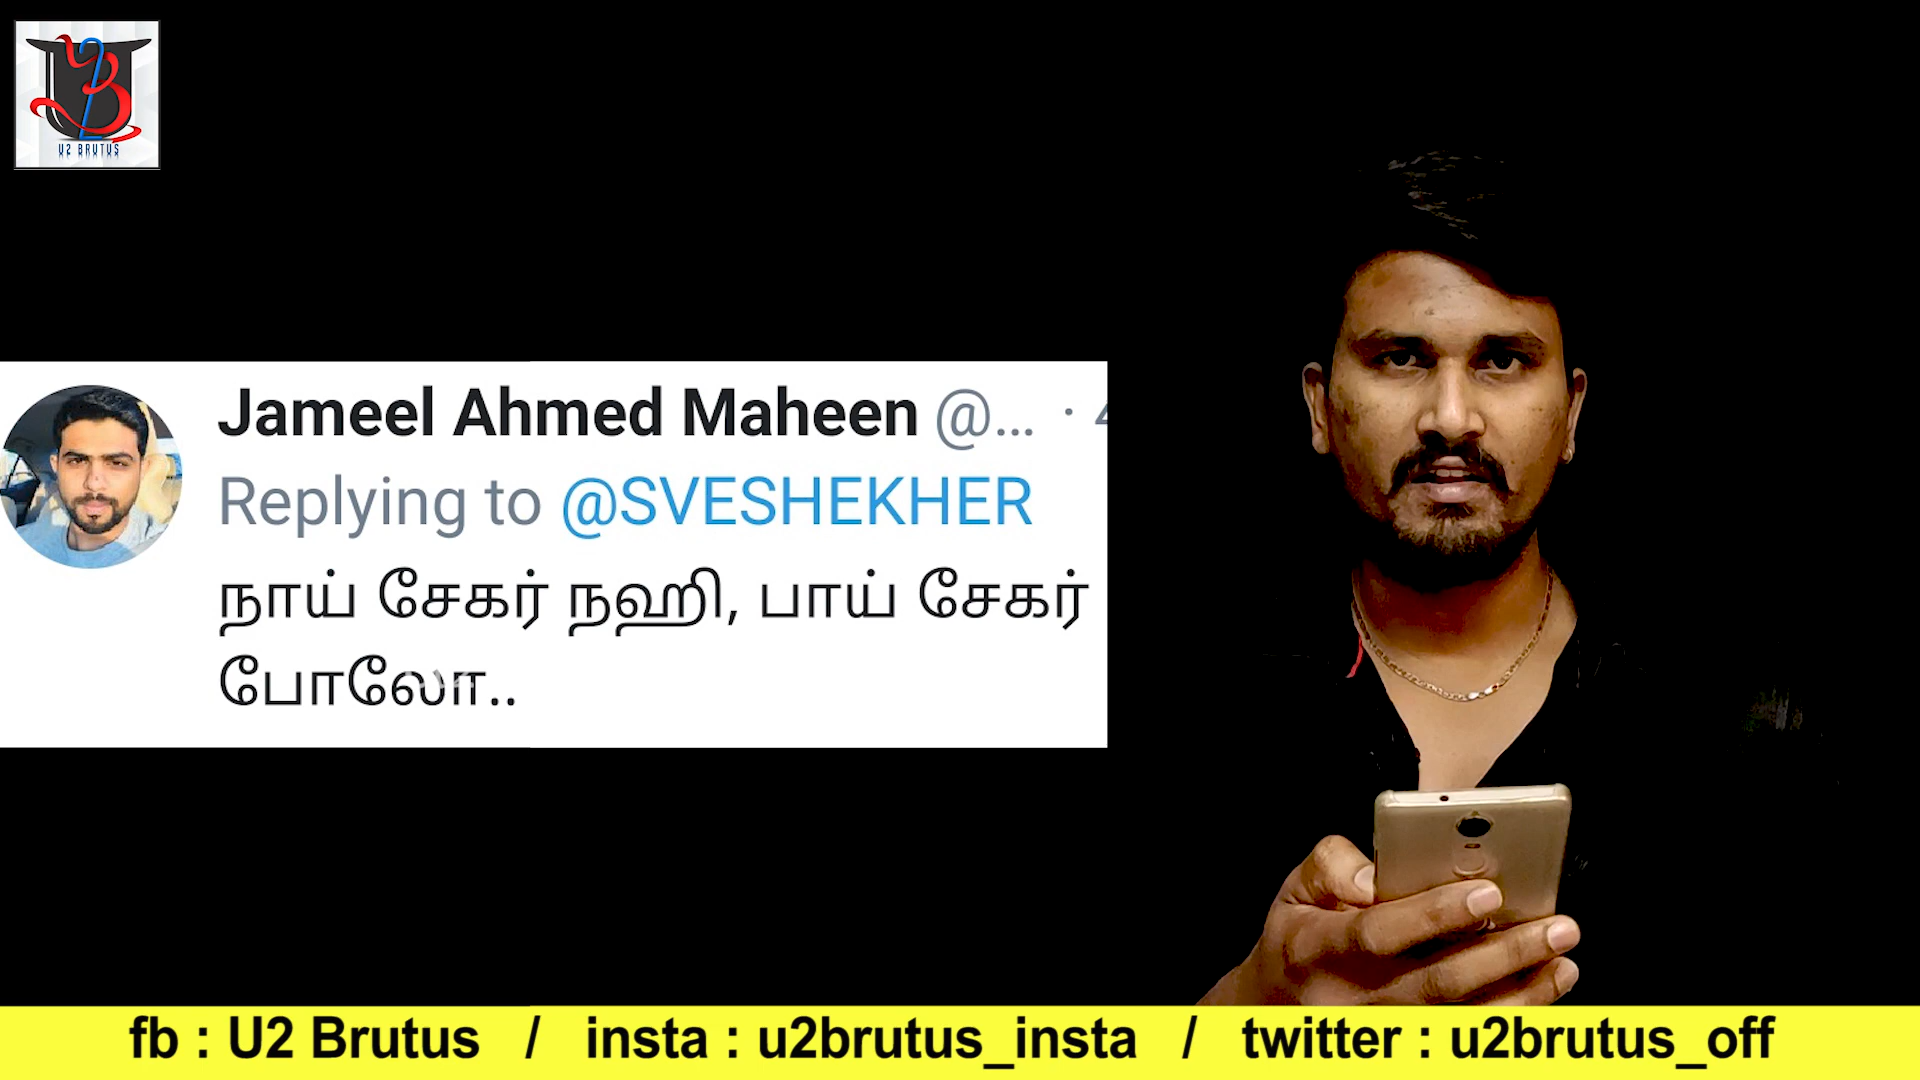 U2 BRUTUS
Jameel Ahmed Maheen @... ·
Replying to @SVESHEKHER
நாய் சேகர் நஹி, பாய் சேகர்
போலோ..
fb : U2 Brutus / insta : u2brutus_insta / twitter : u2brutus_off